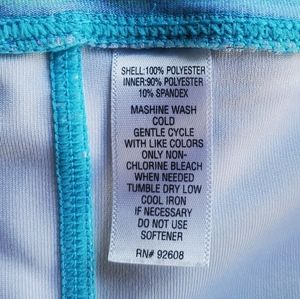 SHELL:100% POLYESTER
INNER:90% POLYESTER
10% SPANDEX
MASHINE WASH
COLD
GENTLE CYCLE
WITH LIKE COLORS
ONLY NON-
CHLORINE BLEACH
WHEN NEEDED
TUMBLE DRY LOW
COOL IRON
IF NECESSARY
DO NOT USE
SOFTENER
RN# 92608